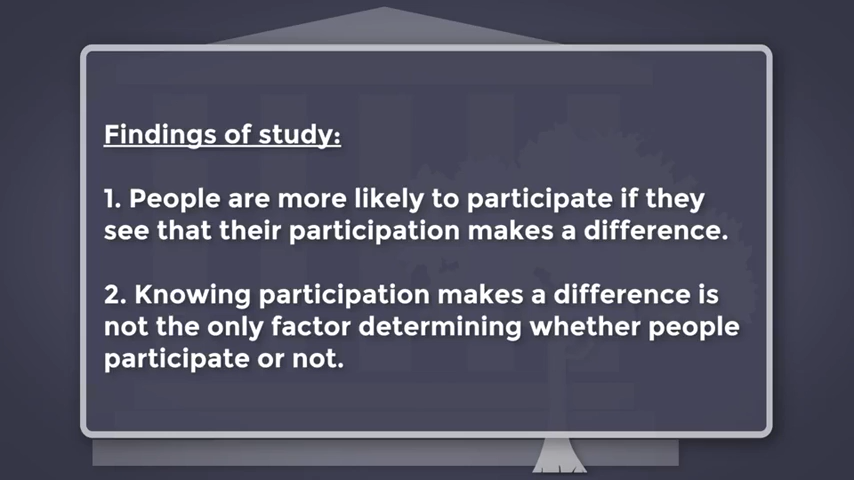 Findings of study:
1. People are more likely to participate if they
see that their participation makes a difference.
2. Knowing participation makes a difference is
not the only factor determining whether people
participate or not.